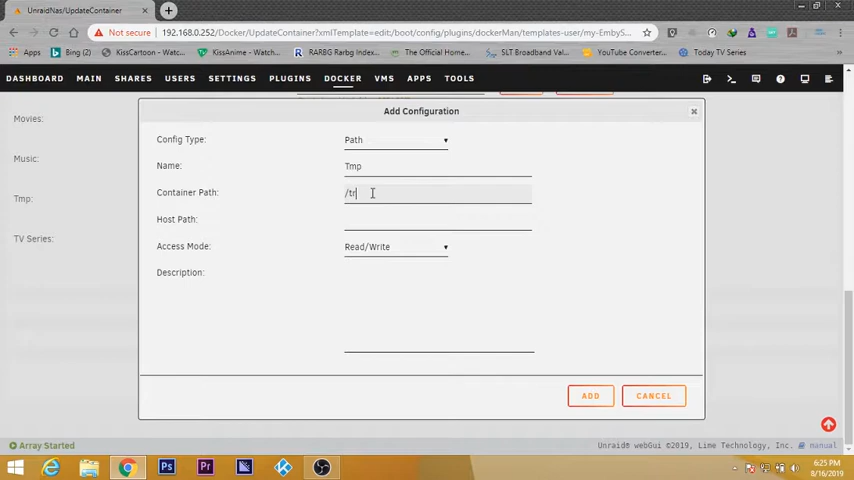 UnraidNas/UpdateContainer
Not secure 192.168.0.252/Docker/UpdateContainer?xmlTemplate=edit/boot/config/plugins/dockerMan/templates-user/my-EmbyS...
Apps Bing (2) KissCartoon - Watch... KissAnime - Watch... RARBG Rarbg Index... The Official Home... SLT Broadband Val... YouTube Converter... Today TV Series
DASHBOARD MAIN SHARES USERS SETTINGS PLUGINS DOCKER VMS APPS TOOLS
Add Configuration
Movies:
Config Type: Path
Music:
Name: Tmp
Container Path: /tr
Tmp:
Host Path:
TV Series:
Access Mode: Read/Write
Description:
ADD CANCEL
Array Started Unraid® webGui ©2019, Lime Technology, Inc. manual
6:25 PM
8/16/2019